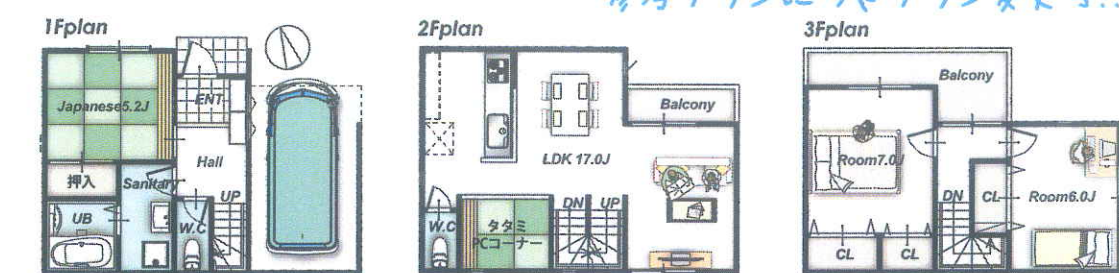 1Fplan
Japanese5.2J
ENT
Hall
押入
Sanitary
UP
UB
W.C
2Fplan
Balcony
LDK 17.0J
W.C
タタミ
PCコーナー
DN
UP
3Fplan
Balcony
Room7.0J
DN
CL
Room6.0J
CL
CL